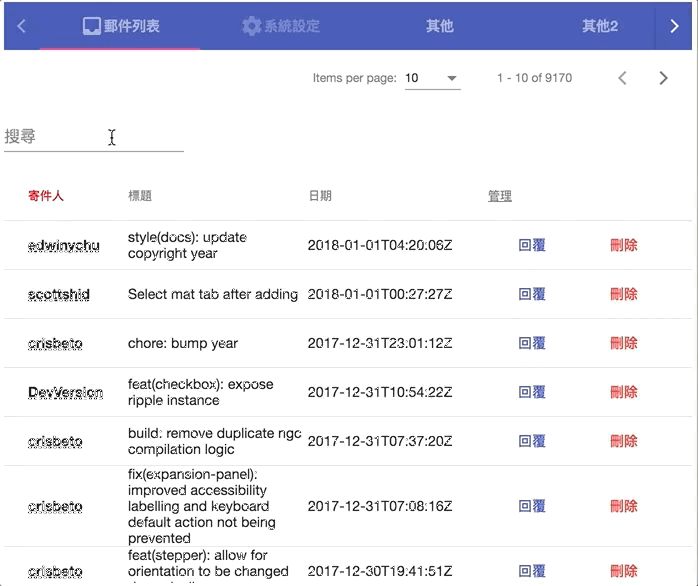 郵件列表 系統設定 其他 其他2
Items per page: 10 1 - 10 of 9170
搜尋
寄件人 標題 日期 管理
edwinychu style(docs): update copyright year 2018-01-01T04:20:06Z 回覆 刪除
scottshid Select mat tab after adding 2018-01-01T00:27:27Z 回覆 刪除
crisbeto chore: bump year 2017-12-31T23:01:12Z 回覆 刪除
DevVersion feat(checkbox): expose ripple instance 2017-12-31T10:54:22Z 回覆 刪除
crisbeto build: remove duplicate ngc compilation logic 2017-12-31T07:37:20Z 回覆 刪除
crisbeto fix(expansion-panel): improved accessibility labelling and keyboard default action not being prevented 2017-12-31T07:08:16Z 回覆 刪除
crisbeto feat(stepper): allow for orientation to be changed 2017-12-30T19:41:51Z 回覆 刪除